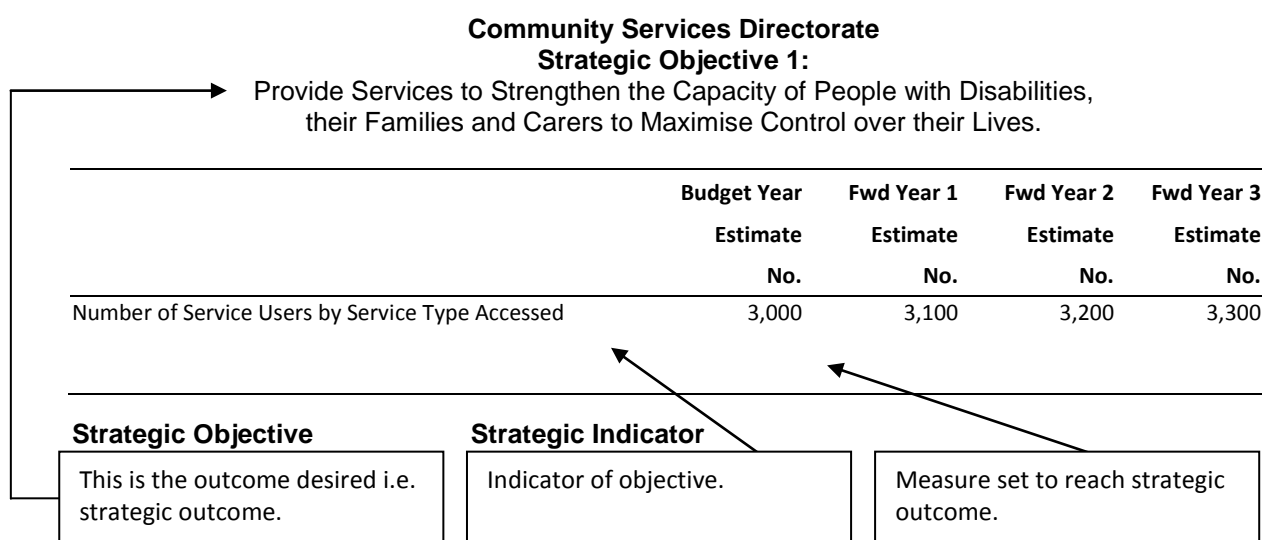 Community Services Directorate
Strategic Objective 1:
Provide Services to Strengthen the Capacity of People with Disabilities,
their Families and Carers to Maximise Control over their Lives.
Budget Year Fwd Year 1 Fwd Year 2 Fwd Year 3
Estimate Estimate Estimate Estimate
No. No. No. No.
Number of Service Users by Service Type Accessed 3,000 3,100 3,200 3,300
Strategic Objective Strategic Indicator
This is the outcome desired i.e. Indicator of objective. Measure set to reach strategic
strategic outcome. outcome.